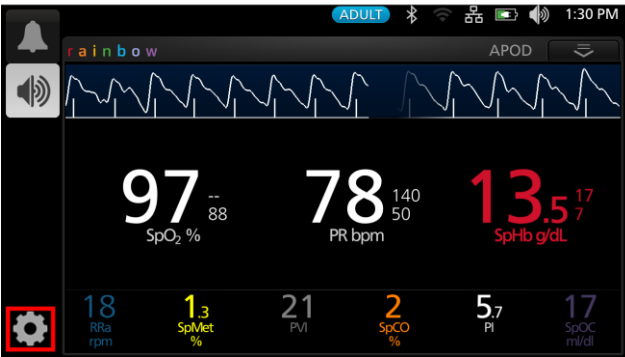 ADULT 1:30 PM
rainbow APOD
97 -- 88 SpO₂ %
78 140 50 PR bpm
13.5 17 7 SpHb g/dL
18 RRa rpm
1.3 SpMet %
21 PVI
2 SpCO %
5.7 PI
17 SpOC ml/dl